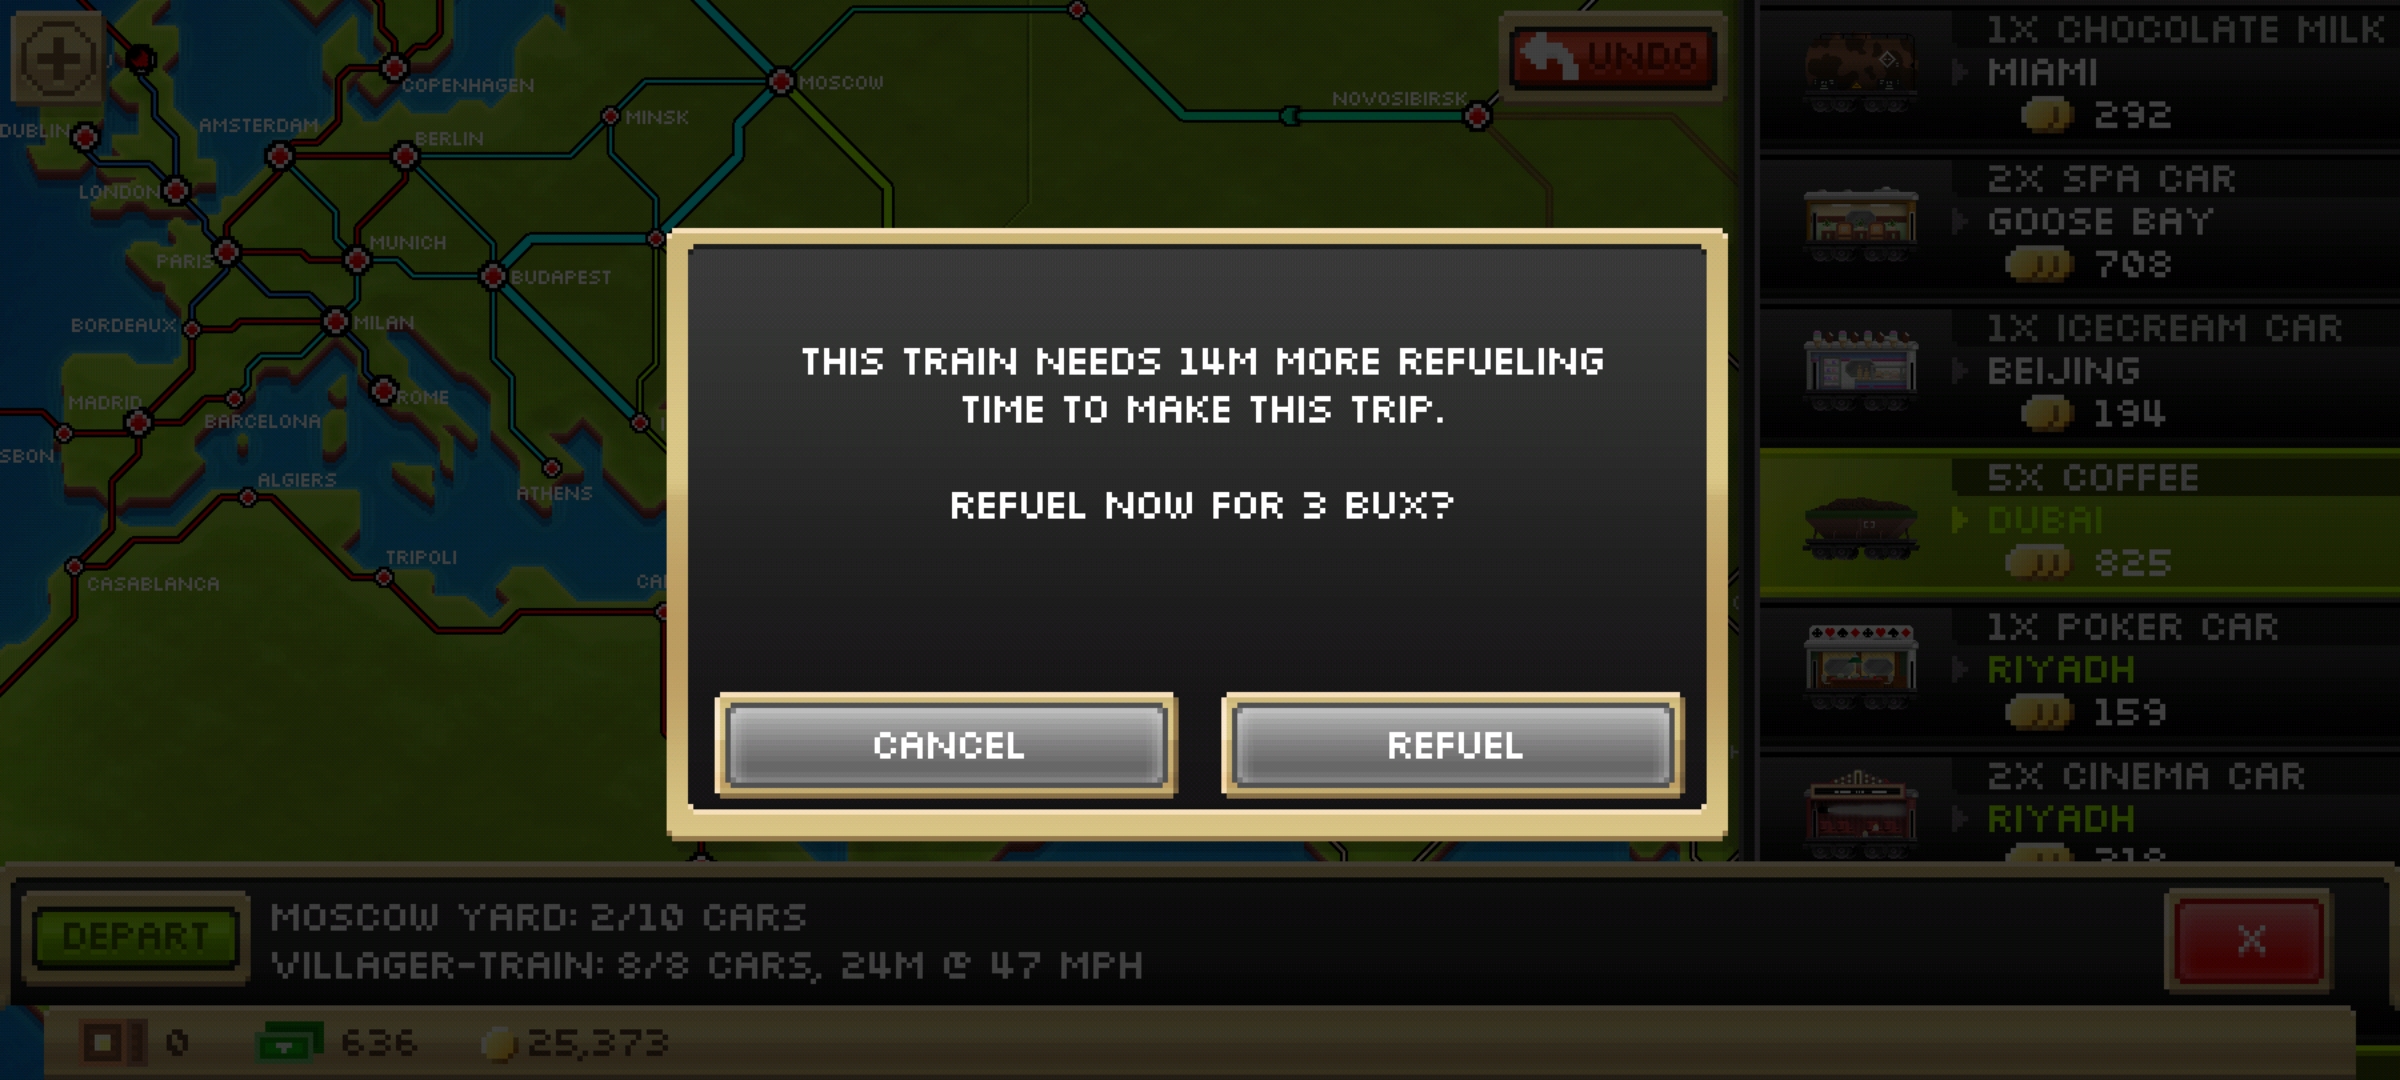 COPENHAGEN
DUBLIN
AMSTERDAM
BERLIN
LONDON
PARIS
MUNICH
BUDAPEST
MINSK
MOSCOW
NOVOSIBIRSK
BORDEAUX
MILAN
MADRID
BARCELONA
ROME
SBON
ALGIERS
ATHENS
TRIPOLI
CASABLANCA
CAI
UNDO
THIS TRAIN NEEDS 14M MORE REFUELING
TIME TO MAKE THIS TRIP.
REFUEL NOW FOR 3 BUX?
CANCEL
REFUEL
1X CHOCOLATE MILK
MIAMI
292
2X SPA CAR
GOOSE BAY
708
1X ICECREAM CAR
BEIJING
194
5X COFFEE
DUBAI
825
1X POKER CAR
RIYADH
159
2X CINEMA CAR
RIYADH
DEPART
MOSCOW YARD: 2/10 CARS
VILLAGER-TRAIN: 8/8 CARS, 24M @ 47 MPH
X
0
636
25,373